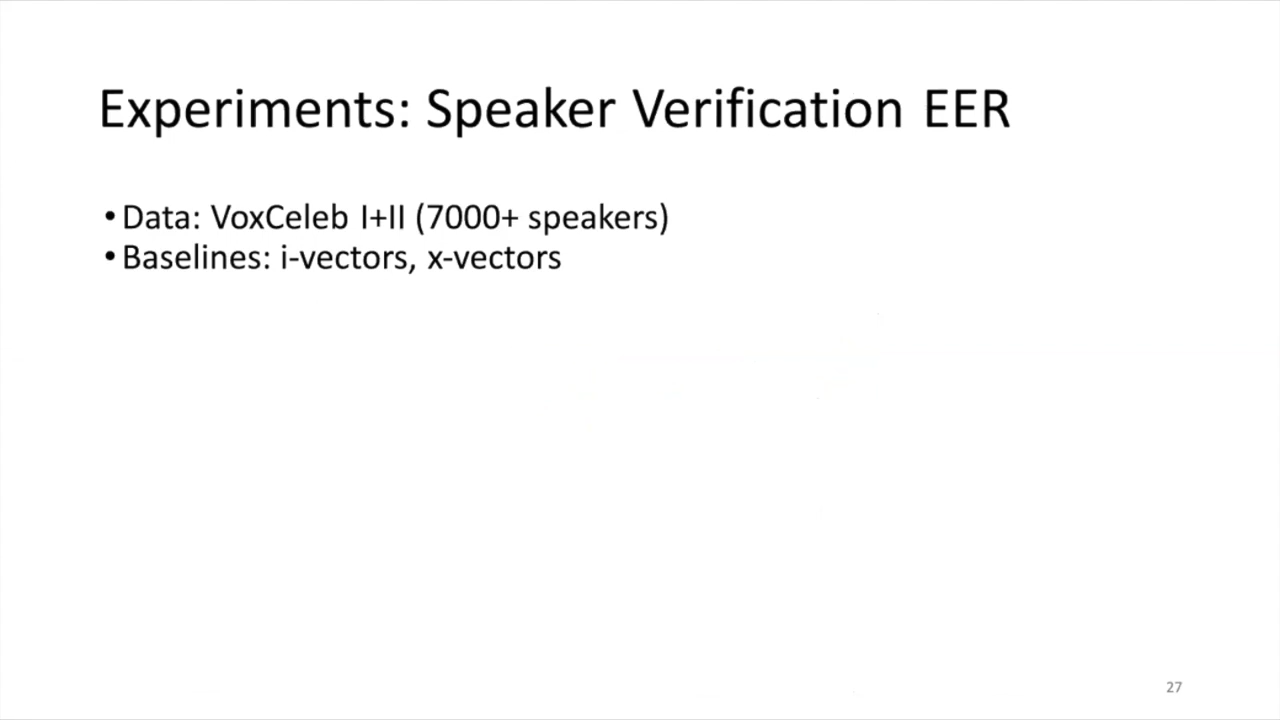 Experiments: Speaker Verification EER
• Data: VoxCeleb I+II (7000+ speakers)
• Baselines: i-vectors, x-vectors
27